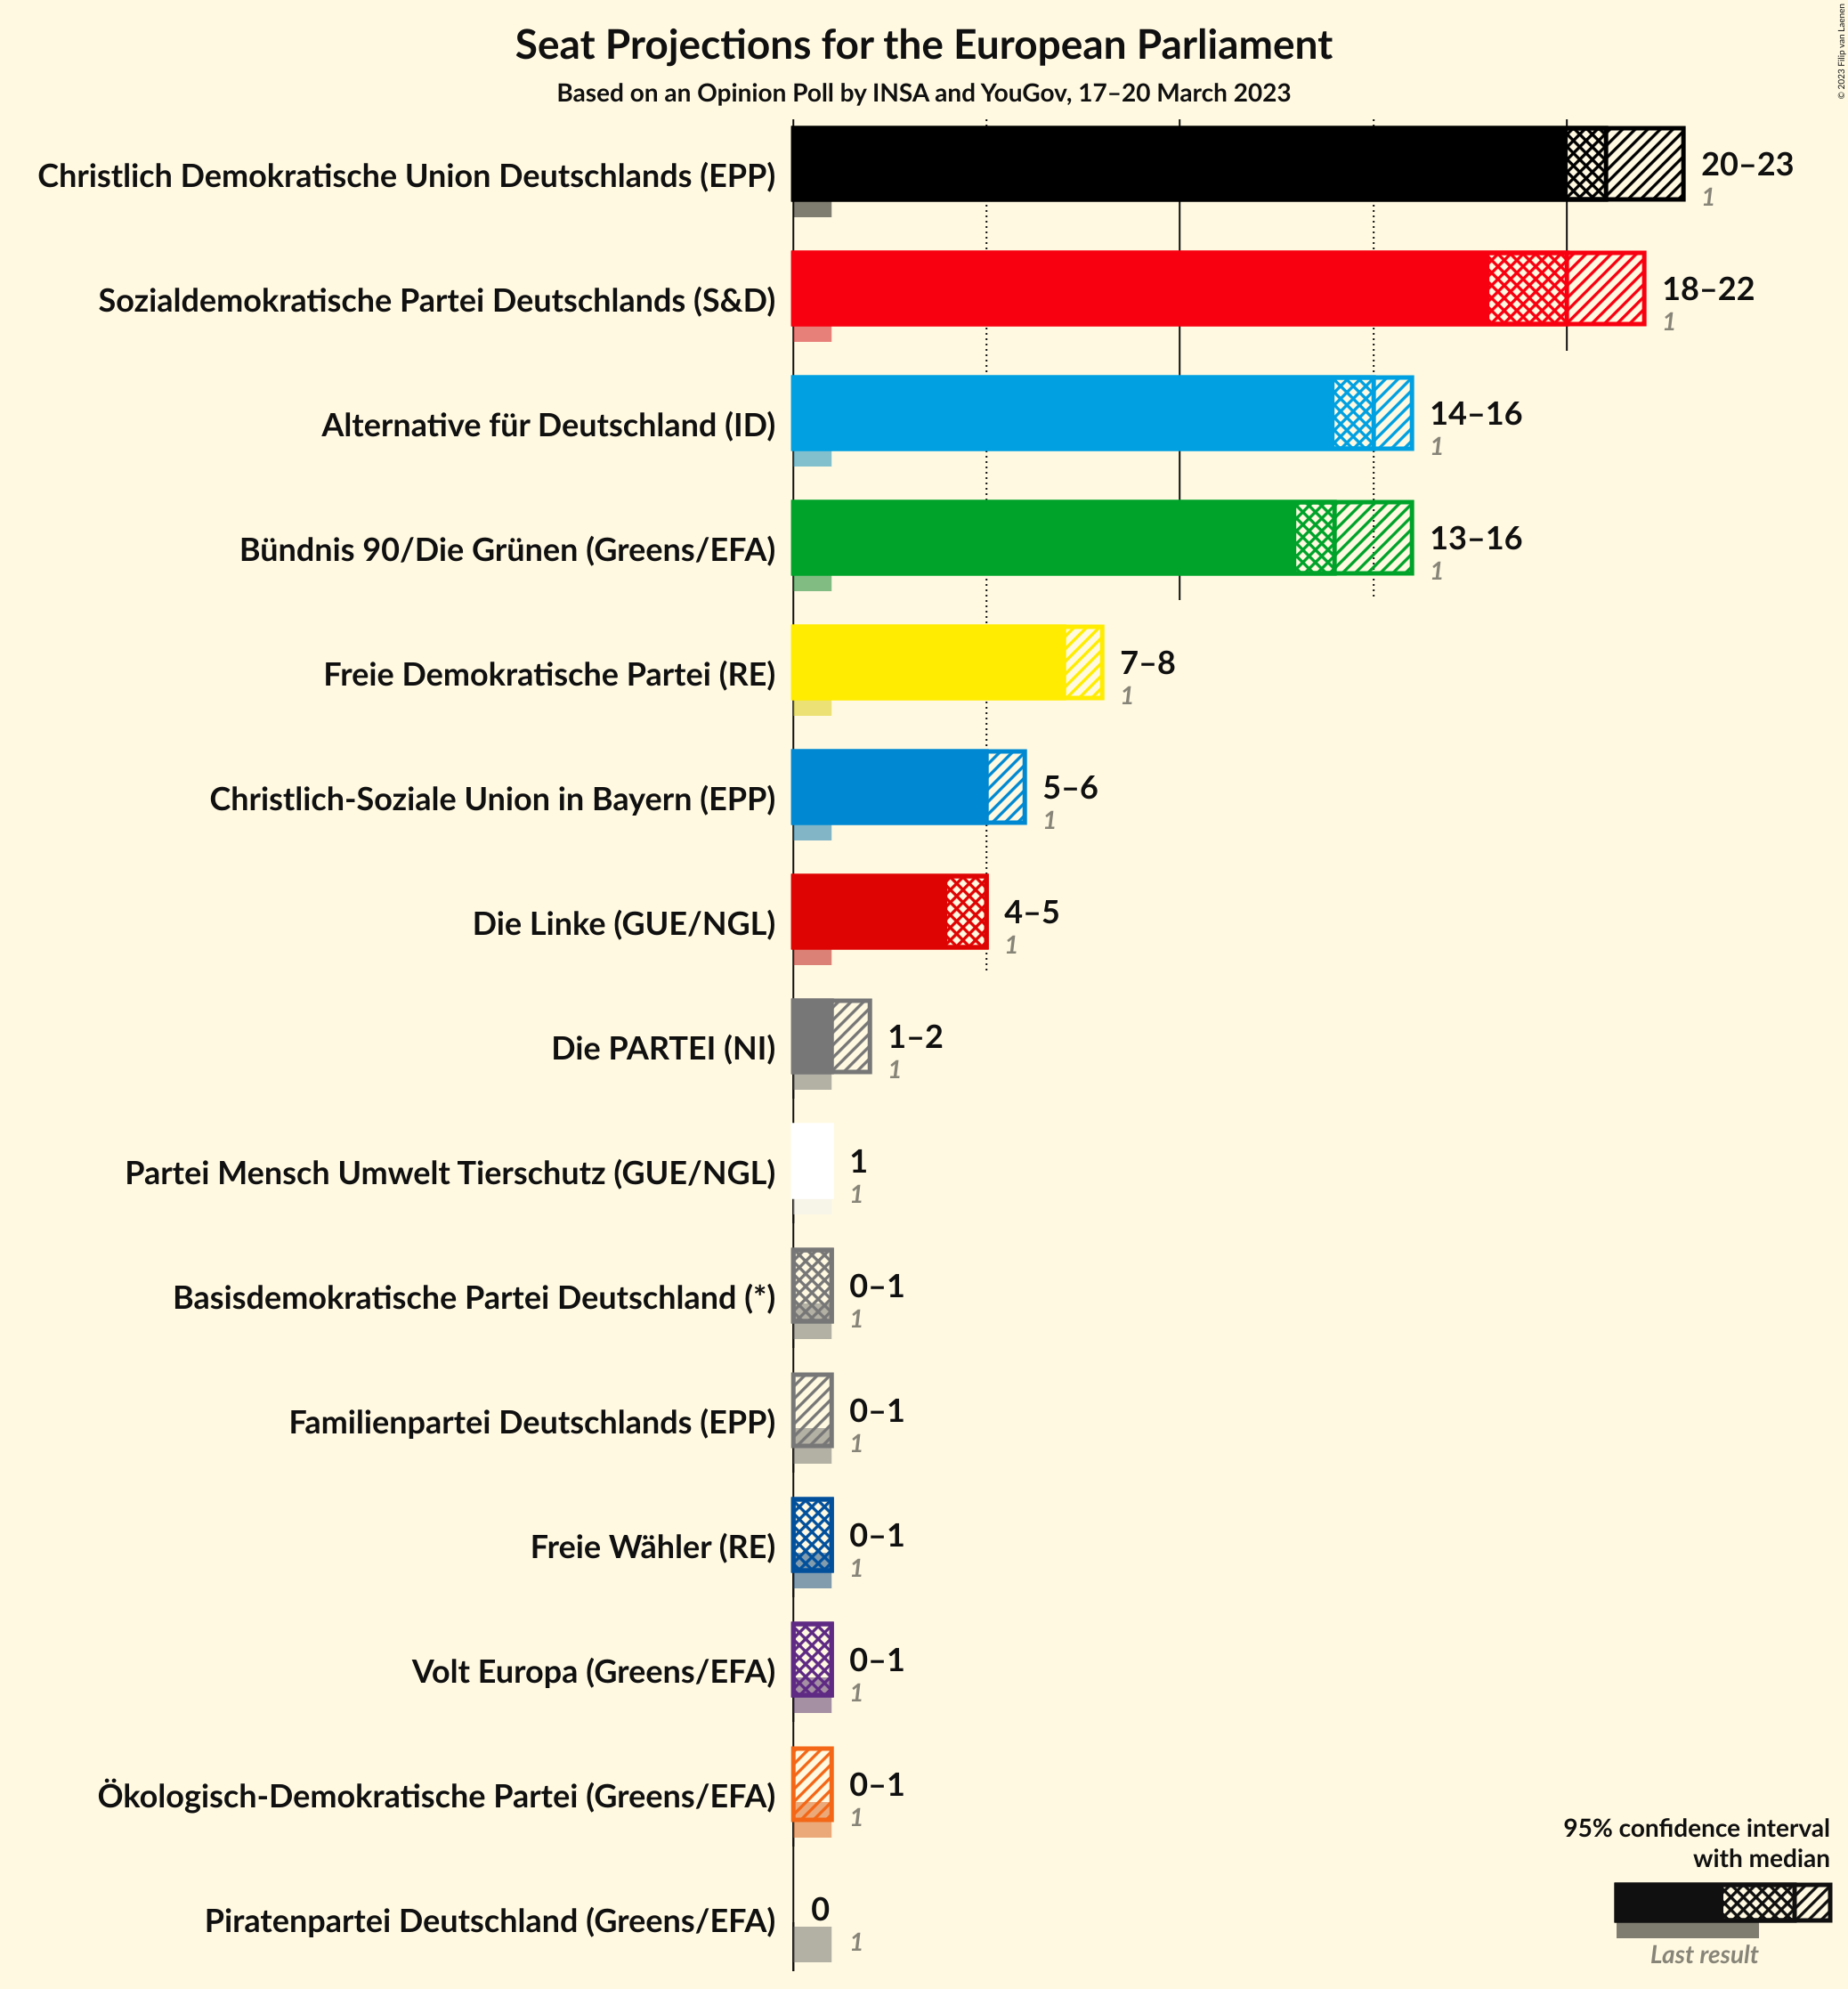 Seat Projections for the European Parliament
Based on an Opinion Poll by INSA and YouGov, 17–20 March 2023
© 2023 Filip van Laenen
Christlich Demokratische Union Deutschlands (EPP)
20–23
1
Sozialdemokratische Partei Deutschlands (S&D)
18–22
1
Alternative für Deutschland (ID)
14–16
1
Bündnis 90/Die Grünen (Greens/EFA)
13–16
1
Freie Demokratische Partei (RE)
7–8
1
Christlich-Soziale Union in Bayern (EPP)
5–6
1
Die Linke (GUE/NGL)
4–5
1
Die PARTEI (NI)
1–2
1
Partei Mensch Umwelt Tierschutz (GUE/NGL)
1
1
Basisdemokratische Partei Deutschland (*)
0–1
1
Familienpartei Deutschlands (EPP)
0–1
1
Freie Wähler (RE)
0–1
1
Volt Europa (Greens/EFA)
0–1
1
Ökologisch-Demokratische Partei (Greens/EFA)
0–1
1
Piratenpartei Deutschland (Greens/EFA)
0
1
95% confidence interval
with median
Last result